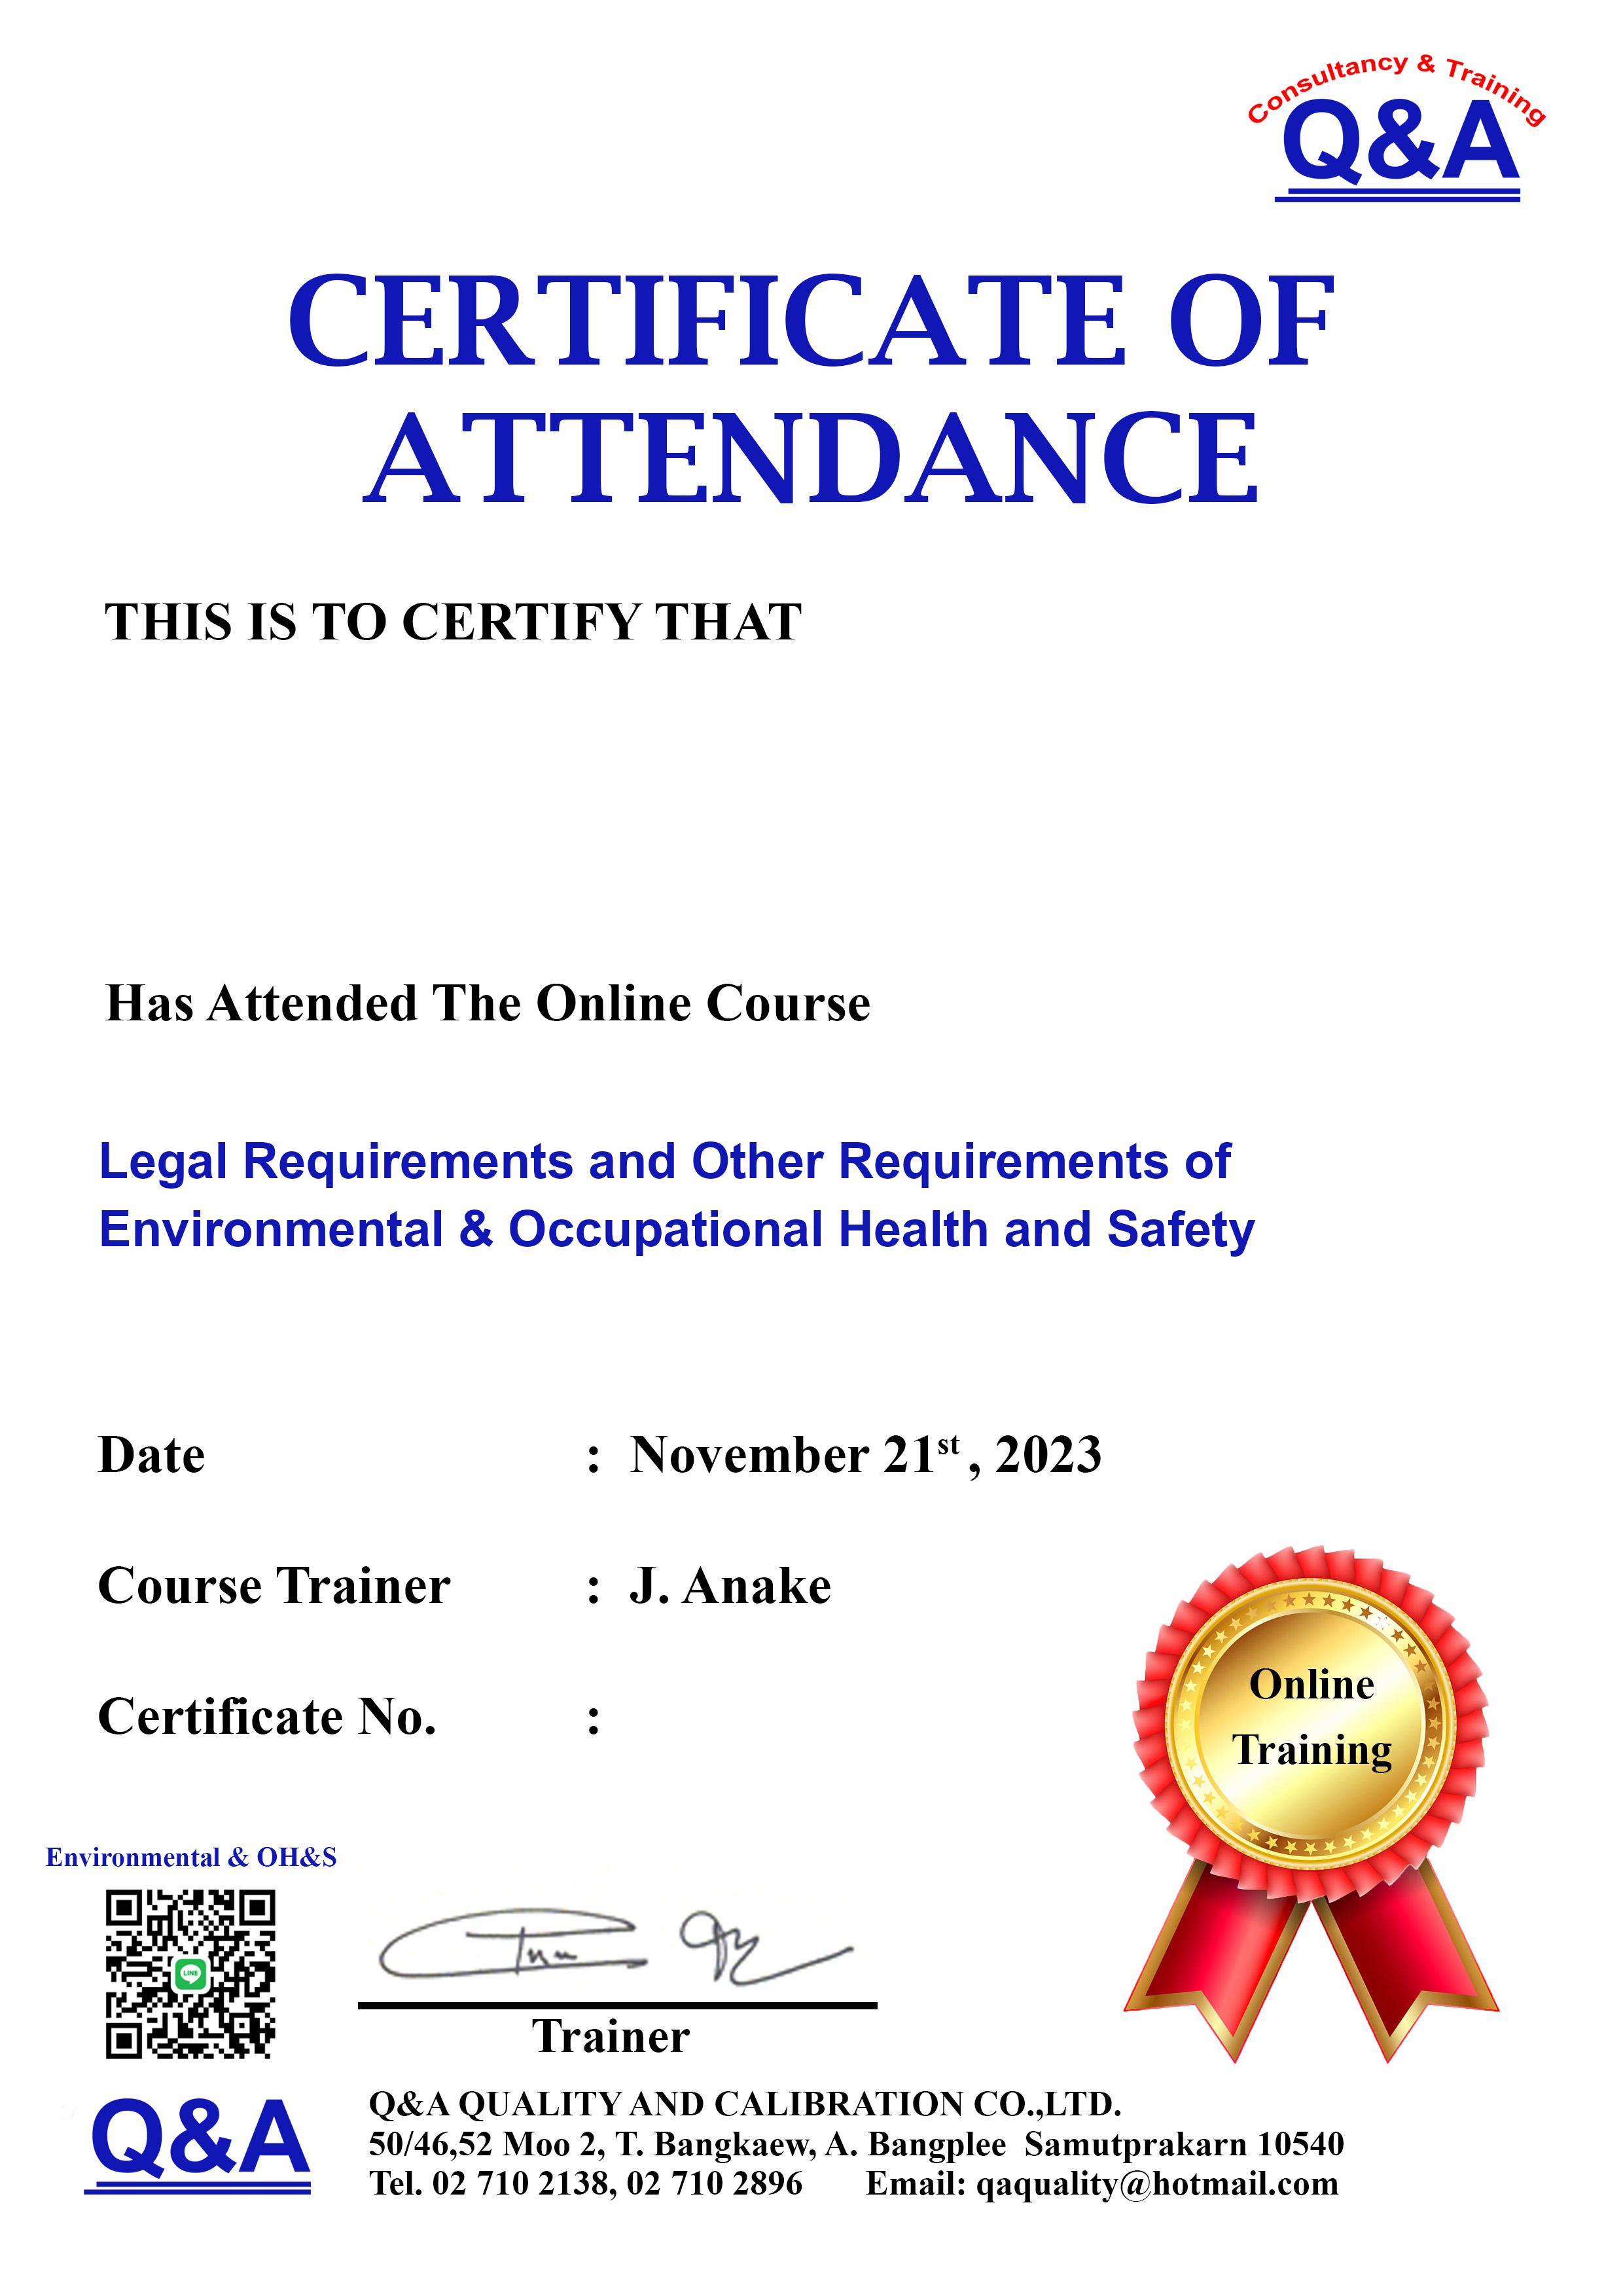 Consultancy & Training
Q&A
CERTIFICATE OF
ATTENDANCE
THIS IS TO CERTIFY THAT
Has Attended The Online Course
Legal Requirements and Other Requirements of
Environmental & Occupational Health and Safety
Date : November 21st , 2023
Course Trainer : J. Anake
Certificate No. :
Online
Training
Environmental & OH&S
LINE
Trainer
Q&A
Q&A QUALITY AND CALIBRATION CO.,LTD.
50/46,52 Moo 2, T. Bangkaew, A. Bangplee Samutprakarn 10540
Tel. 02 710 2138, 02 710 2896 Email: qaquality@hotmail.com